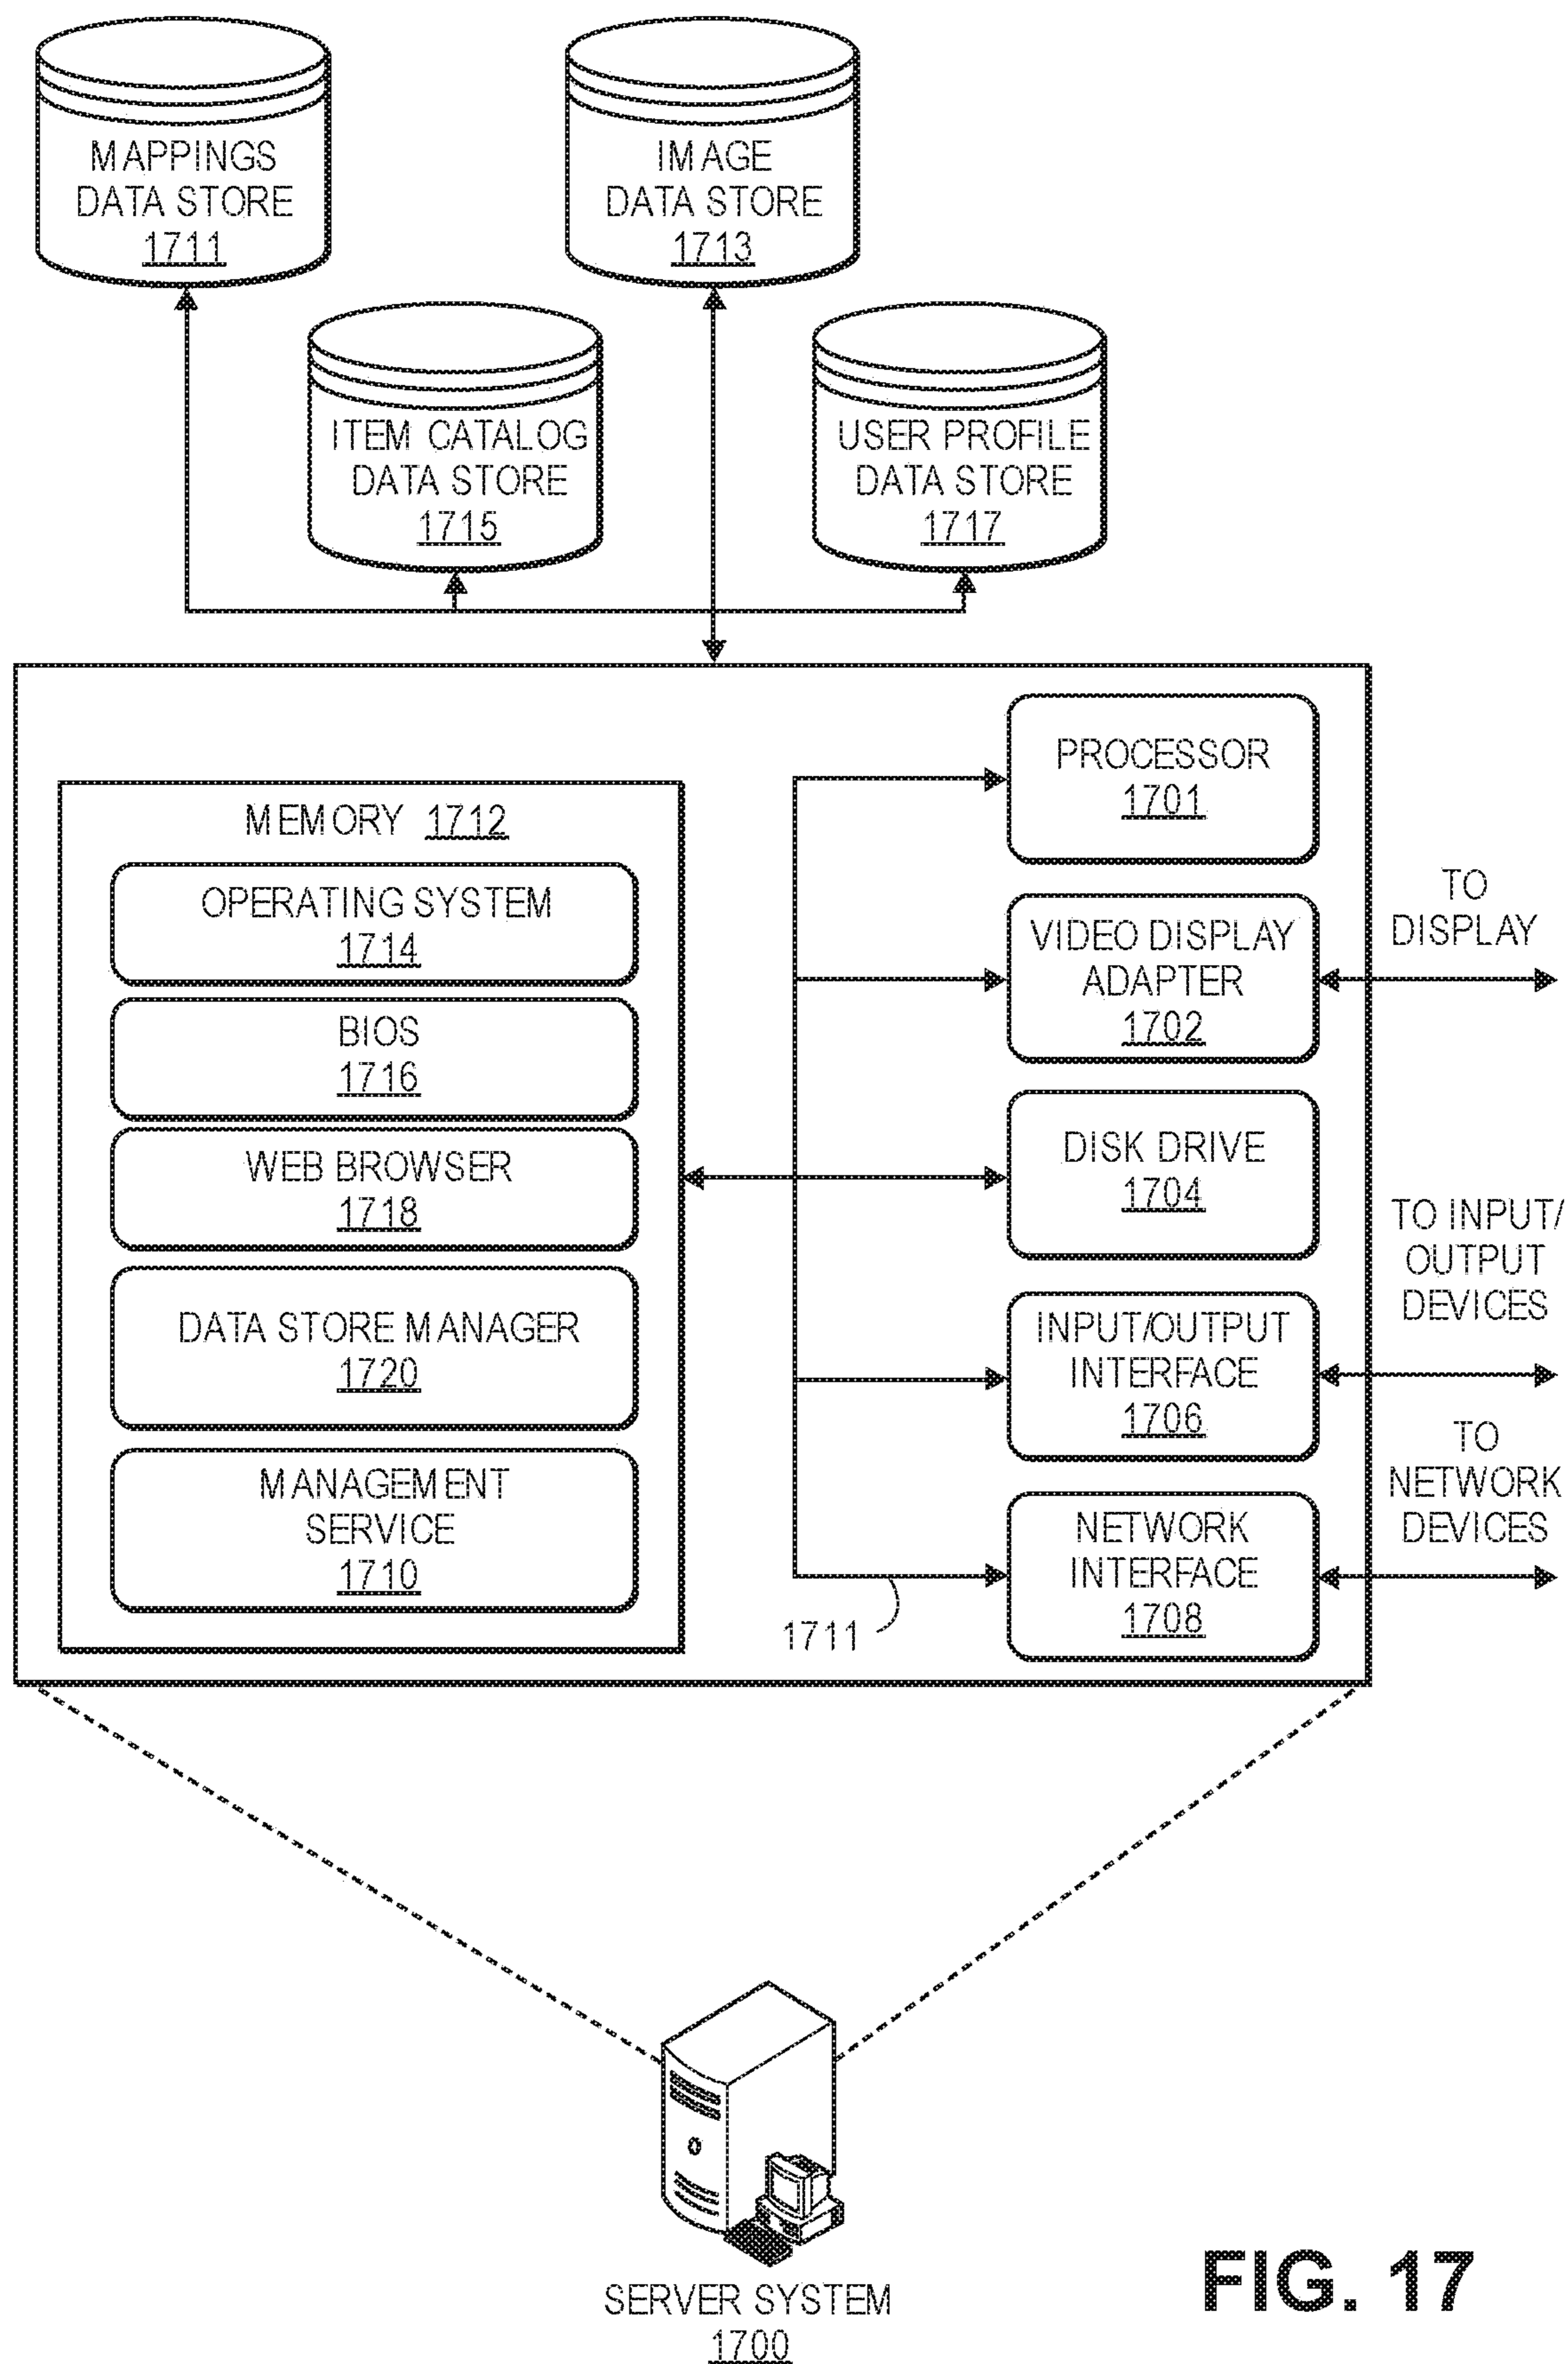 MAPPINGS
DATA STORE
1711
IMAGE
DATA STORE
1713
ITEM CATALOG
DATA STORE
1715
USER PROFILE
DATA STORE
1717
MEMORY 1712
OPERATING SYSTEM
1714
BIOS
1716
WEB BROWSER
1718
DATA STORE MANAGER
1720
MANAGEMENT
SERVICE
1710
PROCESSOR
1701
VIDEO DISPLAY
ADAPTER
1702
DISK DRIVE
1704
INPUT/OUTPUT
INTERFACE
1706
NETWORK
INTERFACE
1708
1711
TO
DISPLAY
TO INPUT/
OUTPUT
DEVICES
TO
NETWORK
DEVICES
SERVER SYSTEM
1700
FIG. 17